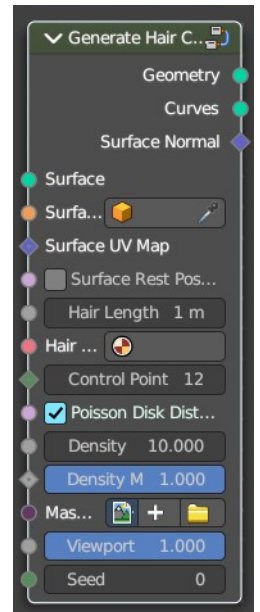 Generate Hair C...
Geometry
Curves
Surface Normal
Surface
Surfa...
Surface UV Map
Surface Rest Pos...
Hair Length 1 m
Hair ...
Control Point 12
Poisson Disk Dist...
Density 10.000
Density M 1.000
Mas...
Viewport 1.000
Seed 0